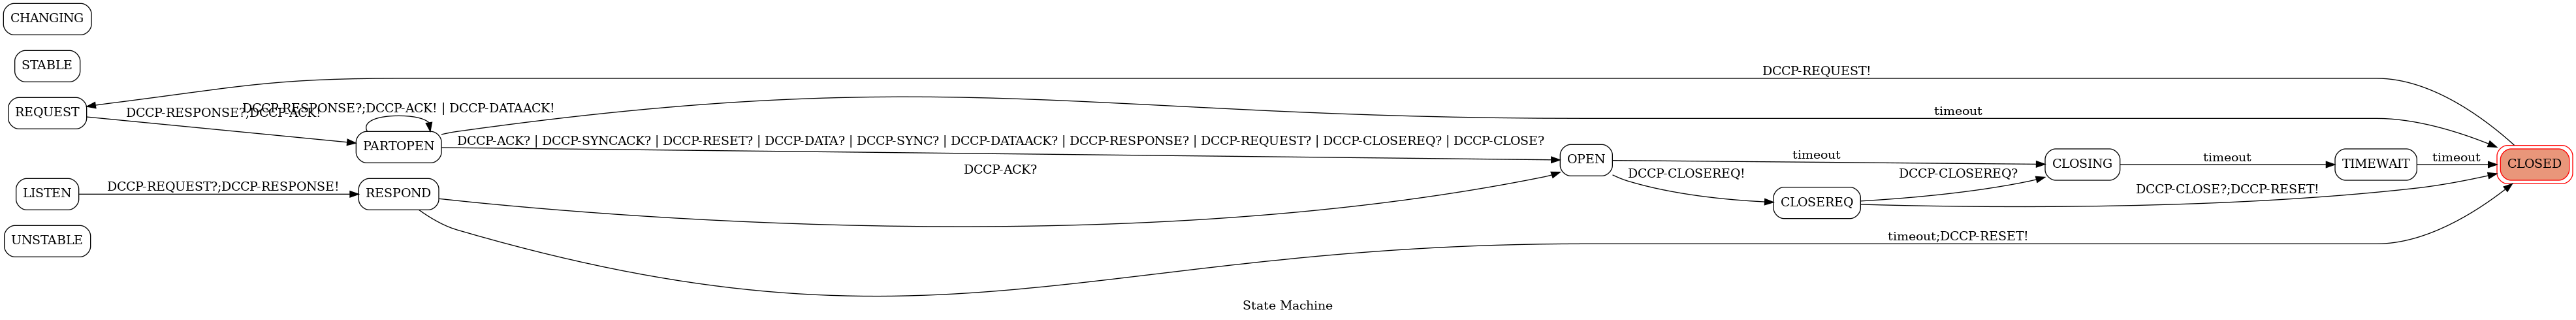 CHANGING
STABLE
DCCP-REQUEST!
REQUEST
DCCP-RESPONSE?;DCCP-ACK!
DCCP-RESPONSE?;DCCP-ACK! | DCCP-DATAACK!
timeout
PARTOPEN
DCCP-ACK? | DCCP-SYNCACK? | DCCP-RESET? | DCCP-DATA? | DCCP-SYNC? | DCCP-DATAACK? | DCCP-RESPONSE? | DCCP-REQUEST? | DCCP-CLOSEREQ? | DCCP-CLOSE?
OPEN
timeout
CLOSING
timeout
TIMEWAIT
timeout
CLOSED
DCCP-ACK?
DCCP-CLOSEREQ!
DCCP-CLOSEREQ?
LISTEN
DCCP-REQUEST?;DCCP-RESPONSE!
RESPOND
CLOSEREQ
DCCP-CLOSE?;DCCP-RESET!
UNSTABLE
timeout;DCCP-RESET!
State Machine